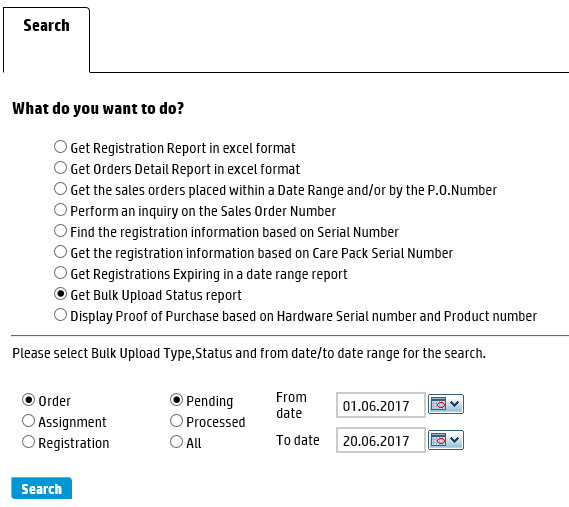 Search
What do you want to do?
Get Registration Report in excel format
Get Orders Detail Report in excel format
Get the sales orders placed within a Date Range and/or by the P.O.Number
Perform an inquiry on the Sales Order Number
Find the registration information based on Serial Number
Get the registration information based on Care Pack Serial Number
Get Registrations Expiring in a date range report
Get Bulk Upload Status report
Display Proof of Purchase based on Hardware Serial number and Product number
Please select Bulk Upload Type,Status and from date/to date range for the search.
Order
Assignment
Registration
Pending
Processed
All
From
date
01.06.2017
To date
20.06.2017
Search